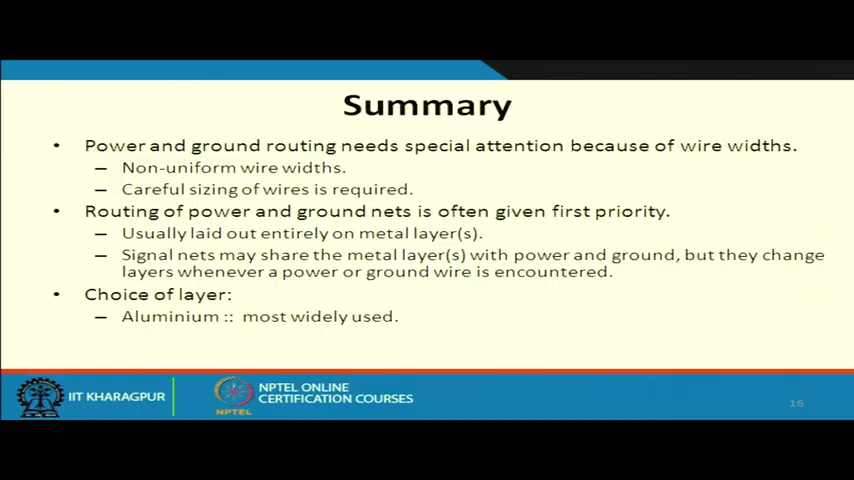 Summary
• Power and ground routing needs special attention because of wire widths.
– Non-uniform wire widths.
– Careful sizing of wires is required.
• Routing of power and ground nets is often given first priority.
– Usually laid out entirely on metal layer(s).
– Signal nets may share the metal layer(s) with power and ground, but they change
layers whenever a power or ground wire is encountered.
• Choice of layer:
– Aluminium :: most widely used.
IIT KHARAGPUR
NPTEL
NPTEL ONLINE
CERTIFICATION COURSES
16